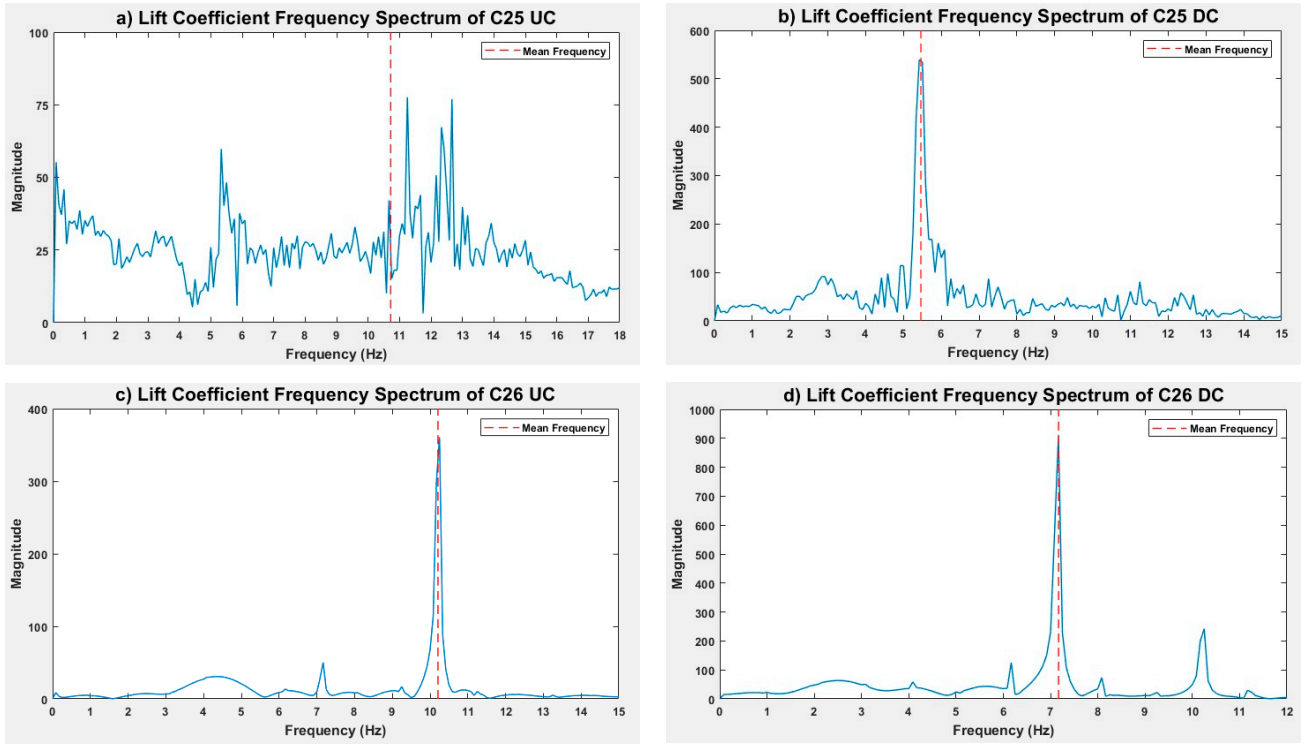 a) Lift Coefficient Frequency Spectrum of C25 UC
Mean Frequency
100
75
50
25
0
Magnitude
0 1 2 3 4 5 6 7 8 9 10 11 12 13 14 15 16 17 18
Frequency (Hz)
b) Lift Coefficient Frequency Spectrum of C25 DC
Mean Frequency
600
500
400
300
200
100
0
Magnitude
0 1 2 3 4 5 6 7 8 9 10 11 12 13 14 15
Frequency (Hz)
c) Lift Coefficient Frequency Spectrum of C26 UC
Mean Frequency
400
300
200
100
0
Magnitude
0 1 2 3 4 5 6 7 8 9 10 11 12 13 14 15
Frequency (Hz)
d) Lift Coefficient Frequency Spectrum of C26 DC
Mean Frequency
1000
900
800
700
600
500
400
300
200
100
0
Magnitude
0 1 2 3 4 5 6 7 8 9 10 11 12
Frequency (Hz)